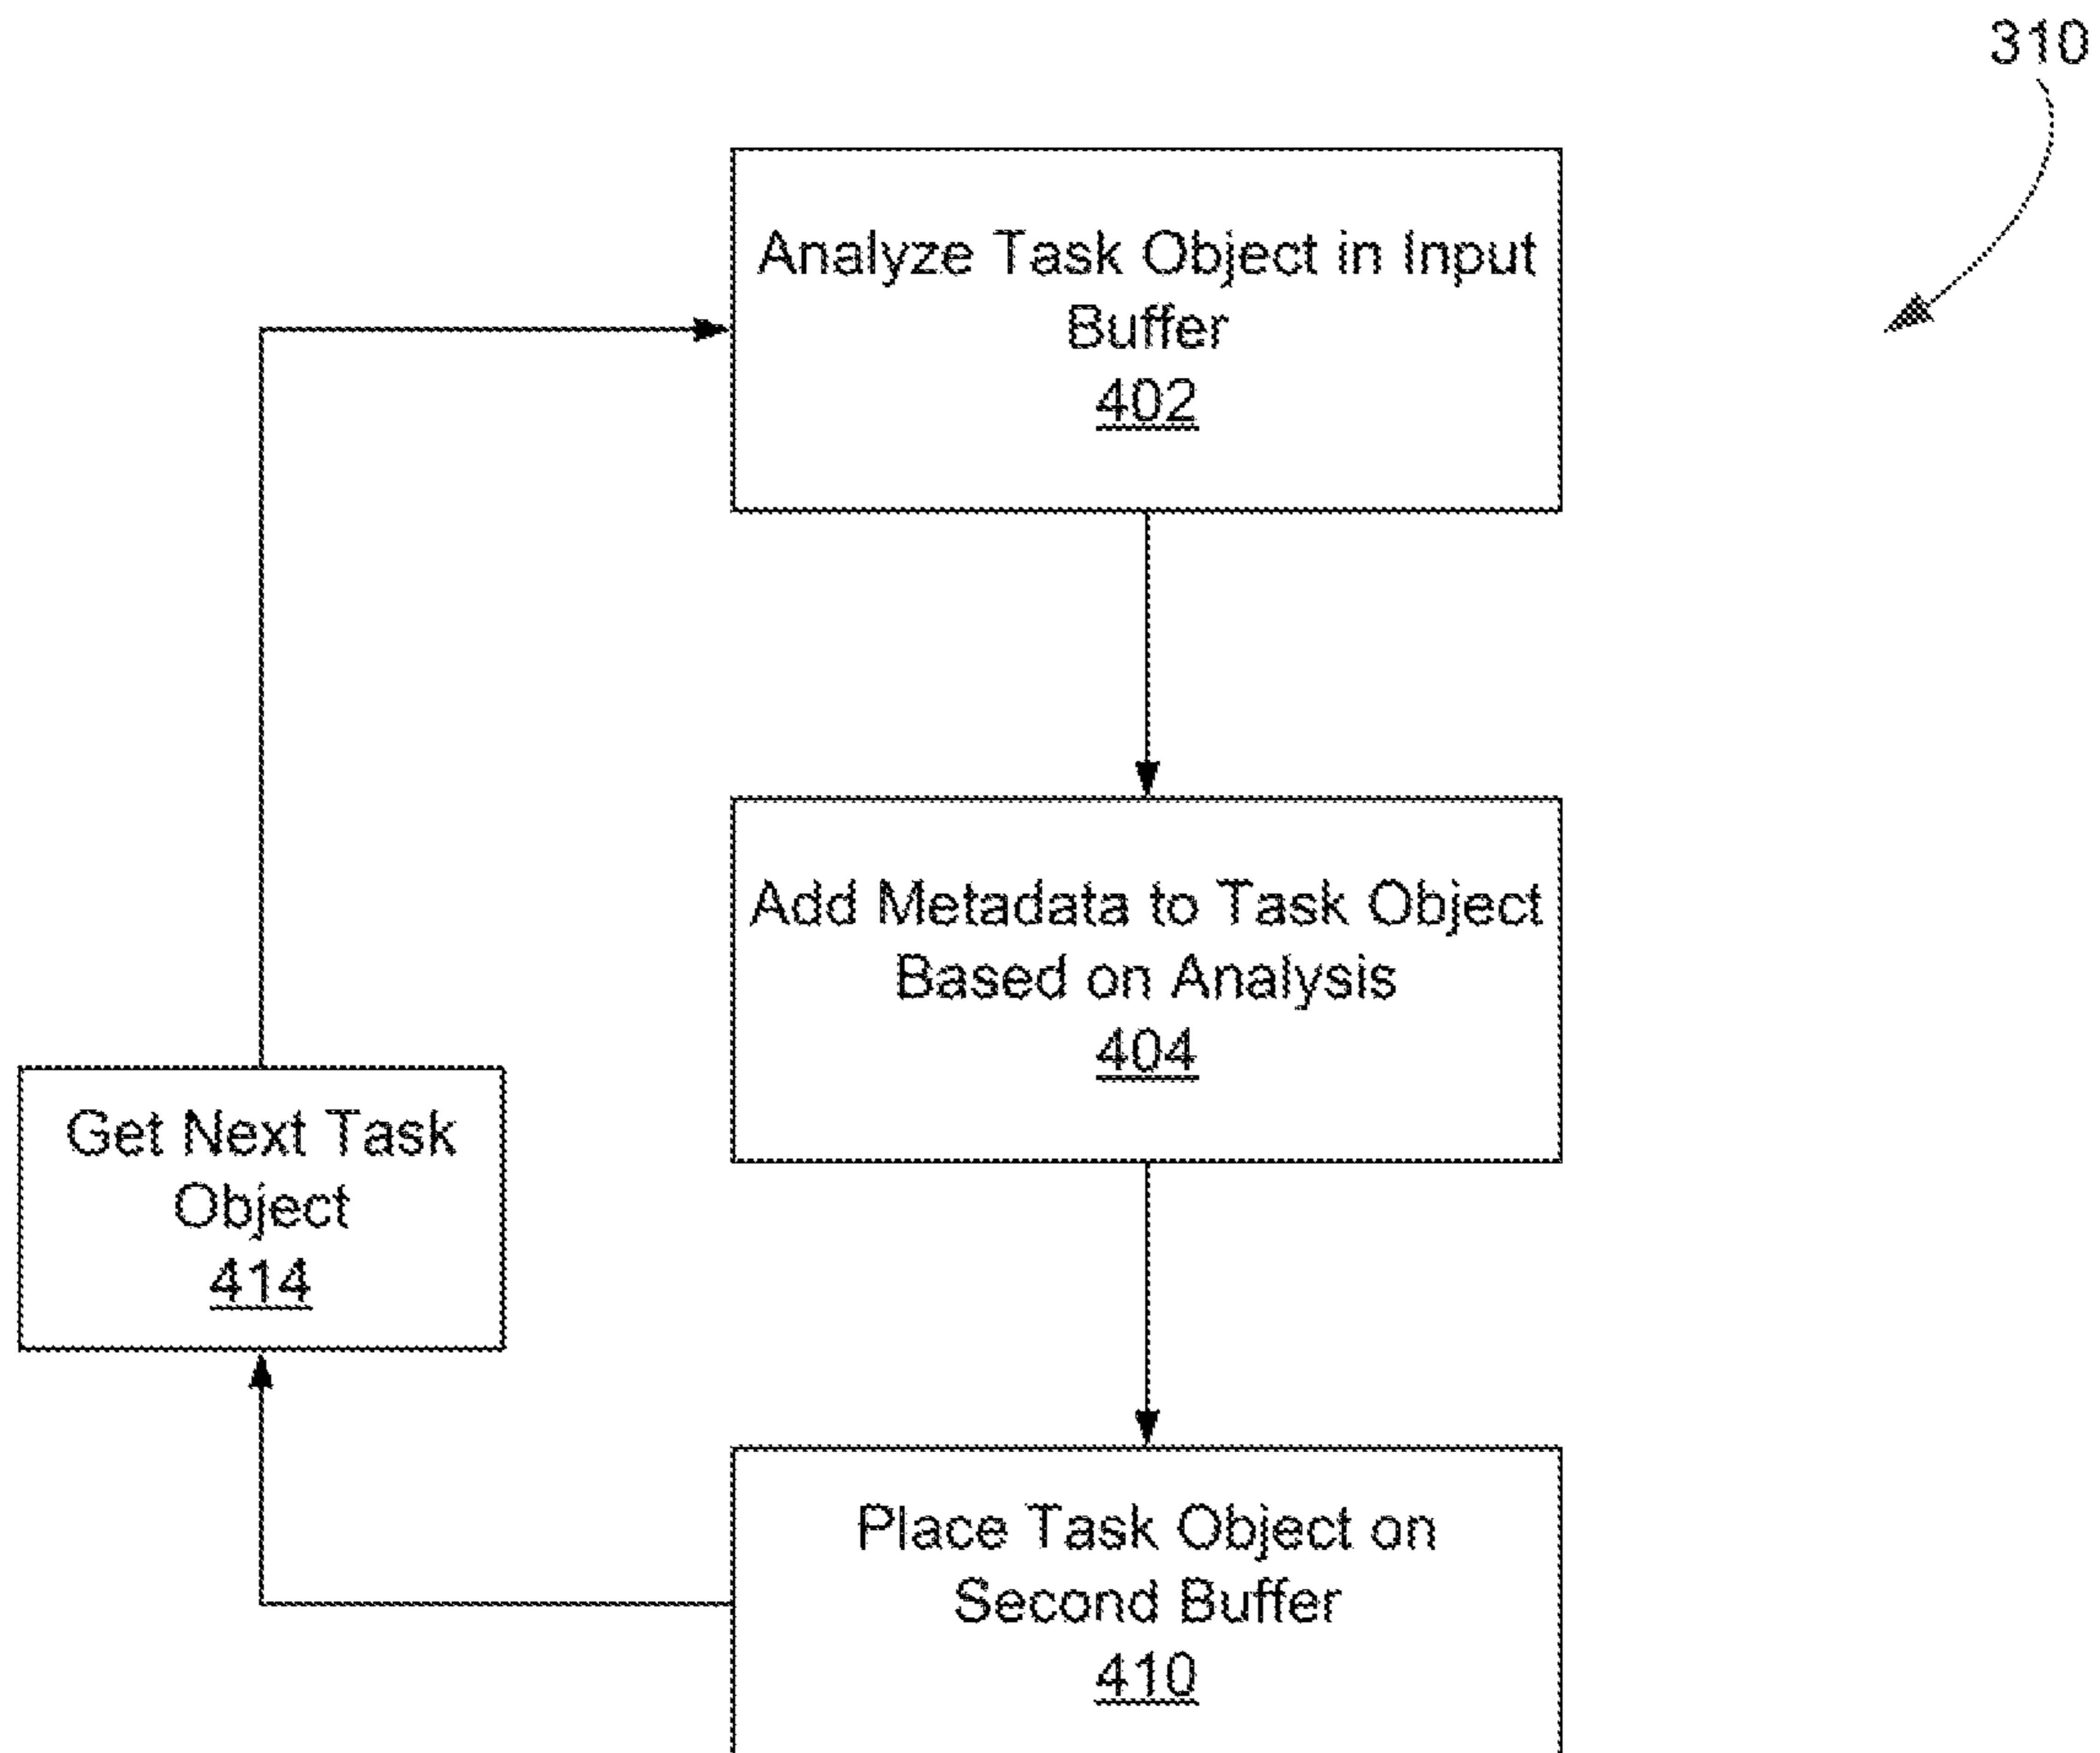 310
Analyze Task Object in Input
Buffer
402
Add Metadata to Task Object
Based on Analysis
404
Get Next Task
Object
414
Place Task Object on
Second Buffer
410